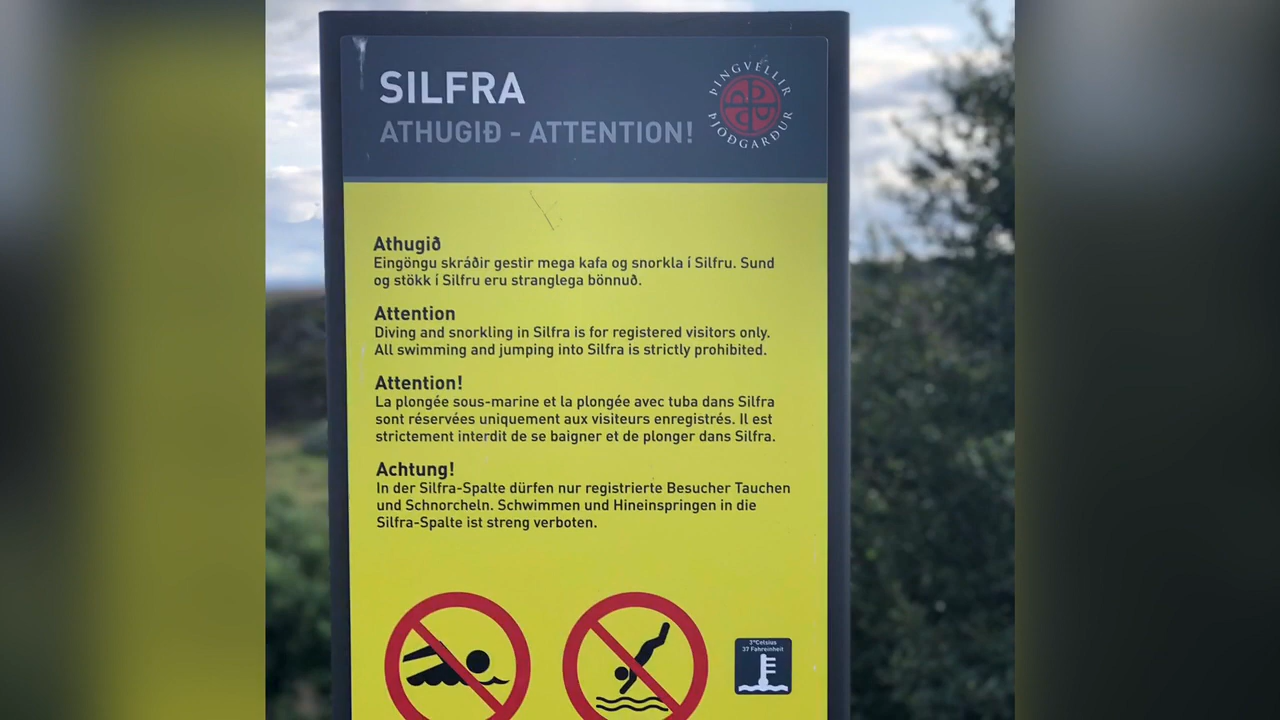 SILFRA
ATHUGIÐ - ATTENTION!
ÞINGVELLIR
ÞJÓÐGARÐUR
Athugið
Eingöngu skráðir gestir mega kafa og snorkla í Silfru. Sund
og stökk í Silfru eru stranglega bönnuð.
Attention
Diving and snorkling in Silfra is for registered visitors only.
All swimming and jumping into Silfra is strictly prohibited.
Attention!
La plongée sous-marine et la plongée avec tuba dans Silfra
sont réservées uniquement aux visiteurs enregistrés. Il est
strictement interdit de se baigner et de plonger dans Silfra.
Achtung!
In der Silfra-Spalte dürfen nur registrierte Besucher Tauchen
und Schnorcheln. Schwimmen und Hineinspringen in die
Silfra-Spalte ist streng verboten.
3°Celsius
37 Fahreinheit